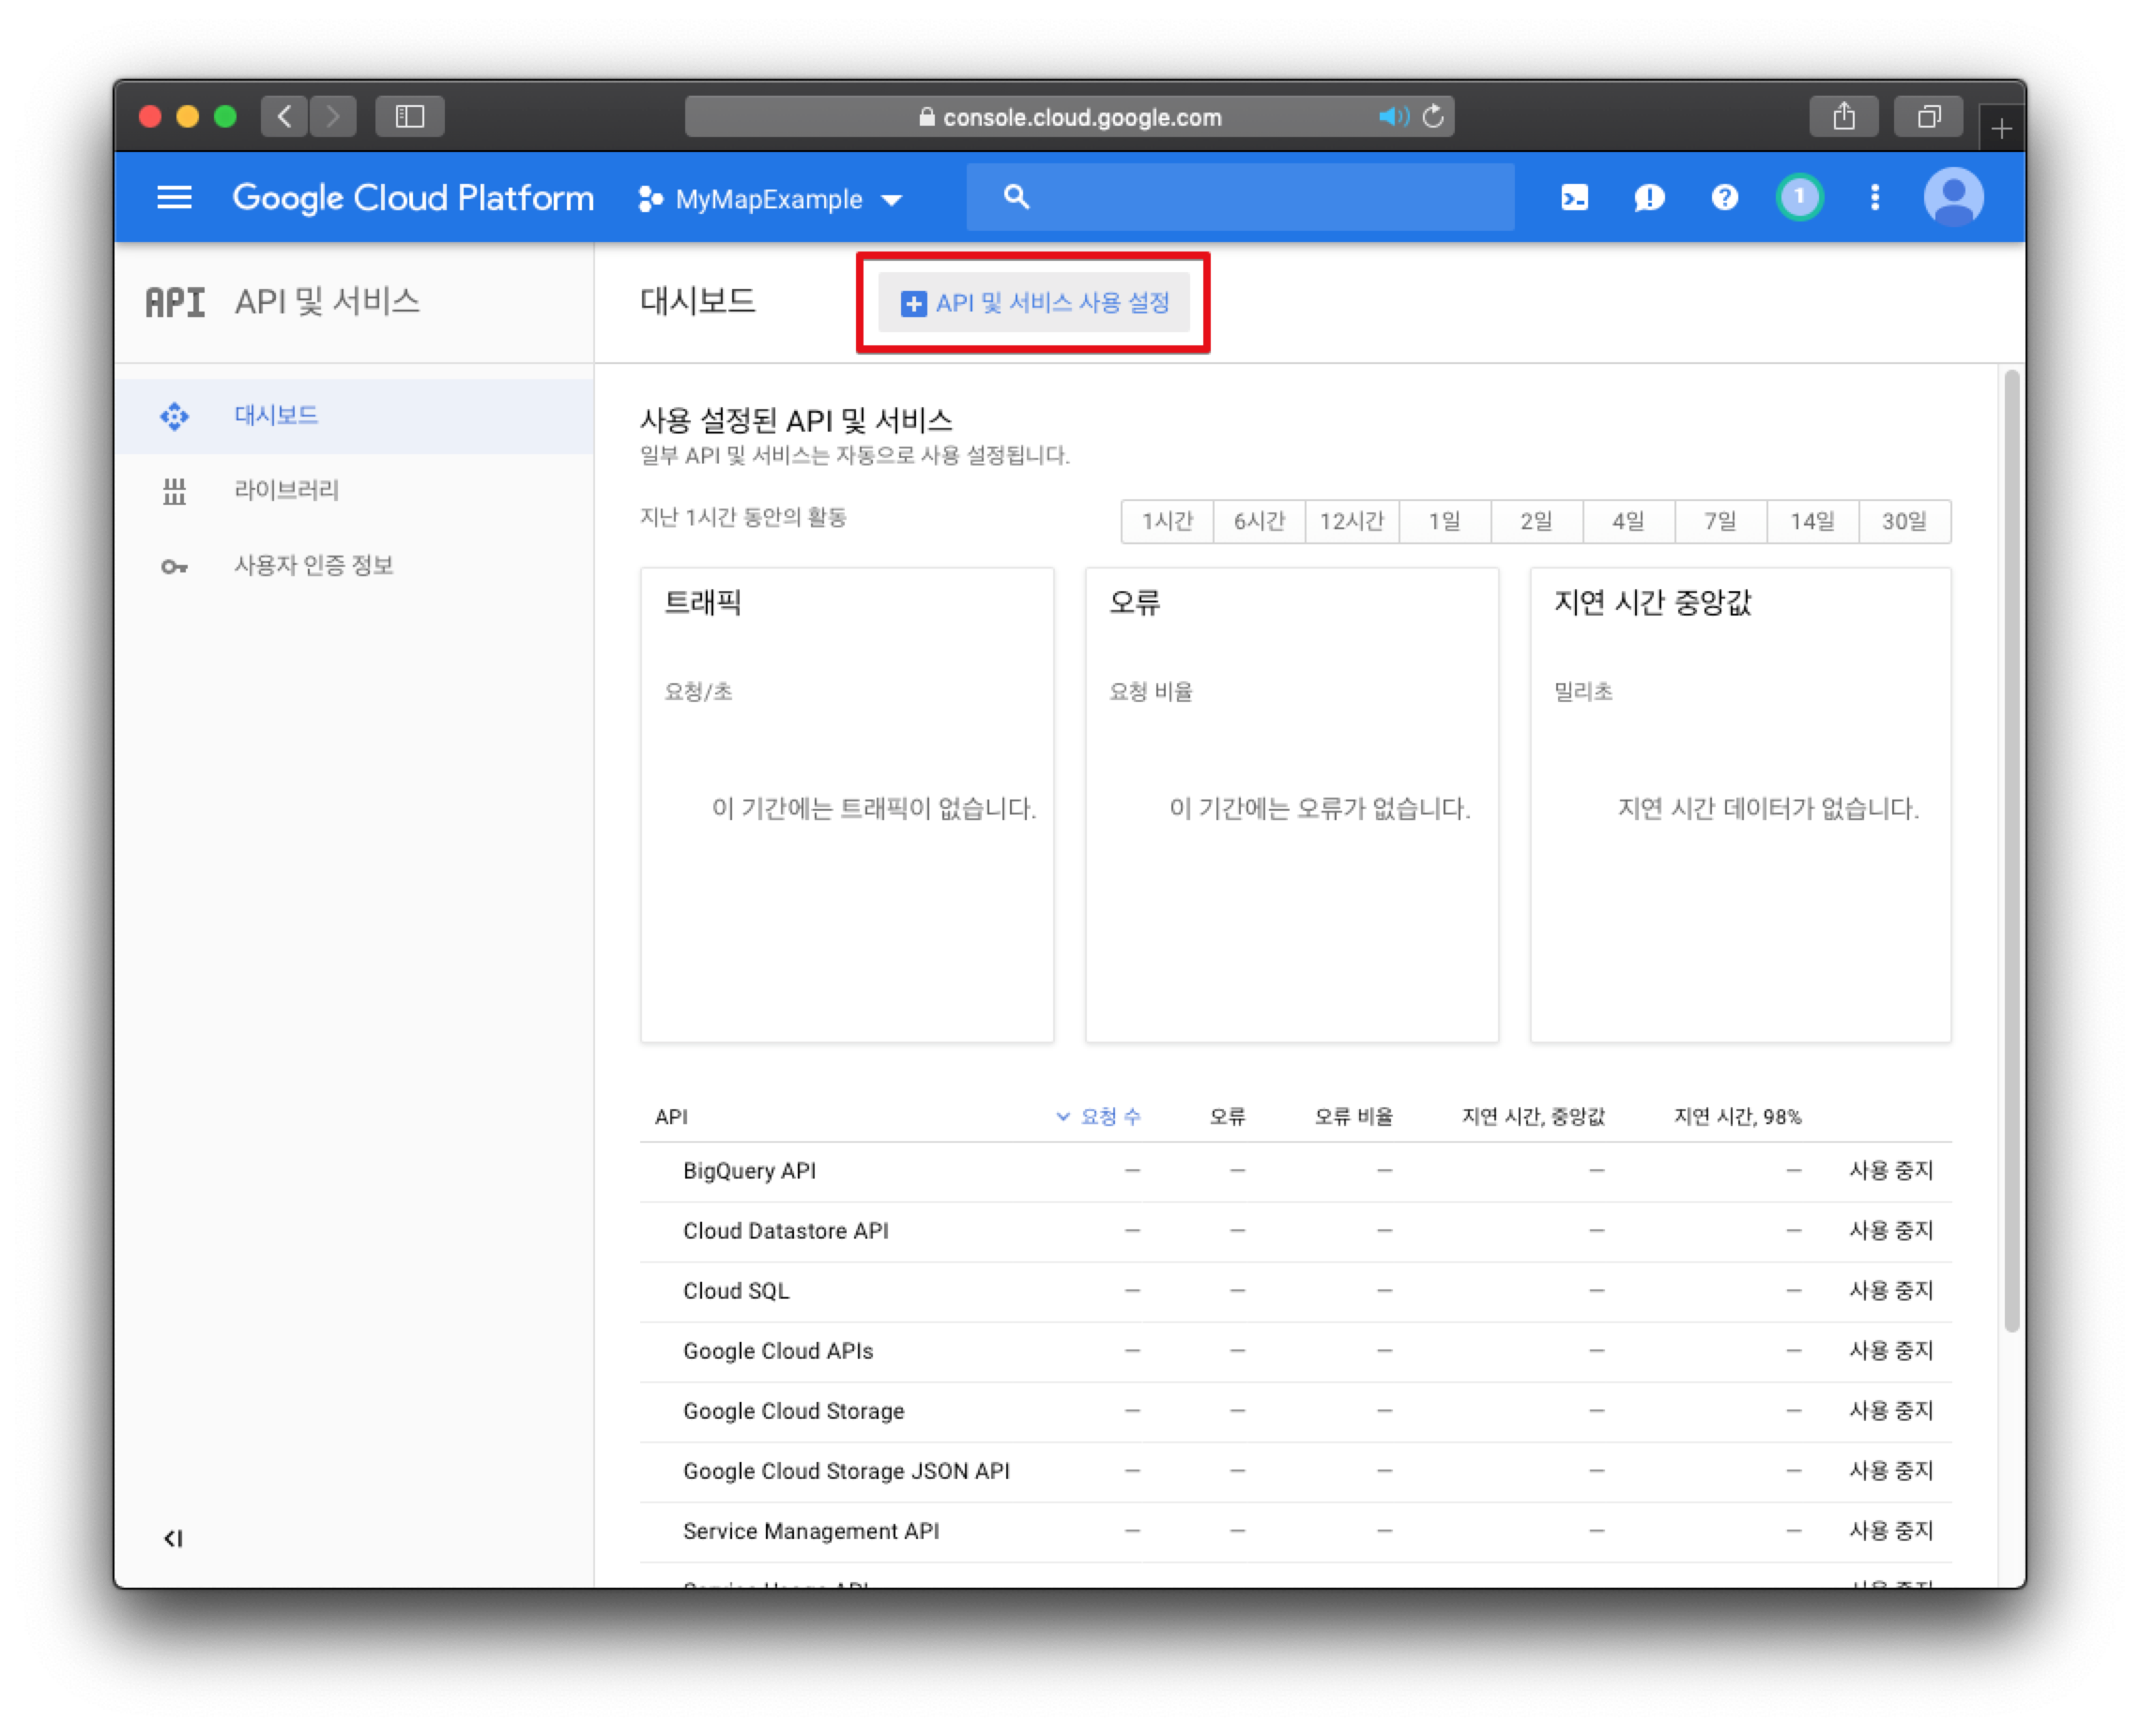 console.cloud.google.com
Google Cloud Platform MyMapExample 1
API API 및 서비스
대시보드 API 및 서비스 사용 설정
대시보드
라이브러리
사용자 인증 정보
사용 설정된 API 및 서비스
일부 API 및 서비스는 자동으로 사용 설정됩니다.
지난 1시간 동안의 활동 1시간 6시간 12시간 1일 2일 4일 7일 14일 30일
트래픽
요청/초
이 기간에는 트래픽이 없습니다.
오류
요청 비율
이 기간에는 오류가 없습니다.
지연 시간 중앙값
밀리초
지연 시간 데이터가 없습니다.
API 요청 수 오류 오류 비율 지연 시간, 중앙값 지연 시간, 98%
BigQuery API — — — — — 사용 중지
Cloud Datastore API — — — — — 사용 중지
Cloud SQL — — — — — 사용 중지
Google Cloud APIs — — — — — 사용 중지
Google Cloud Storage — — — — — 사용 중지
Google Cloud Storage JSON API — — — — — 사용 중지
Service Management API — — — — — 사용 중지